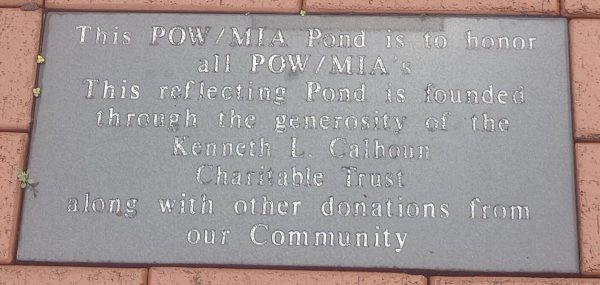 This POW/MIA Pond is to honor
all POW/MIA's
This reflecting Pond is founded
through the generosity of the
Kenneth L. Calhoun
Charitable Trust
along with other donations from
our Community